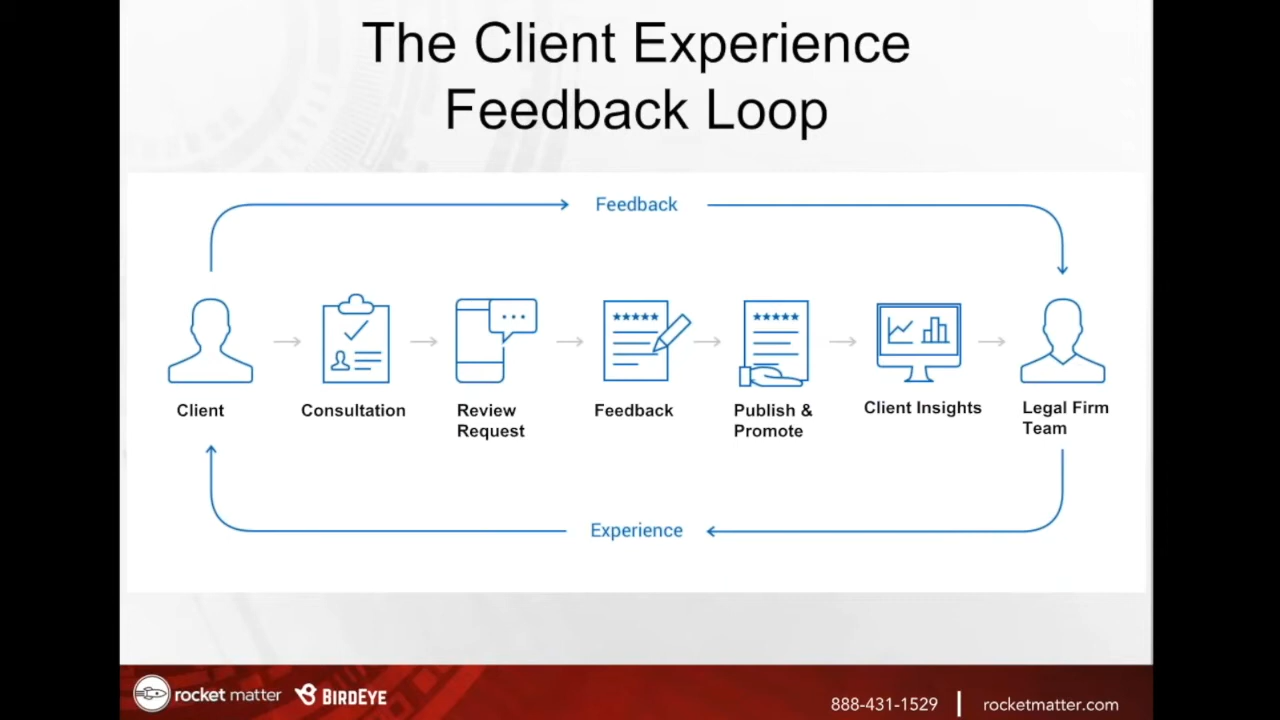 The Client Experience
Feedback Loop
Feedback
Client
Consultation
Review
Request
Feedback
Publish &
Promote
Client Insights
Legal Firm
Team
Experience
rocket matter
BIRDEYE
888-431-1529
rocketmatter.com